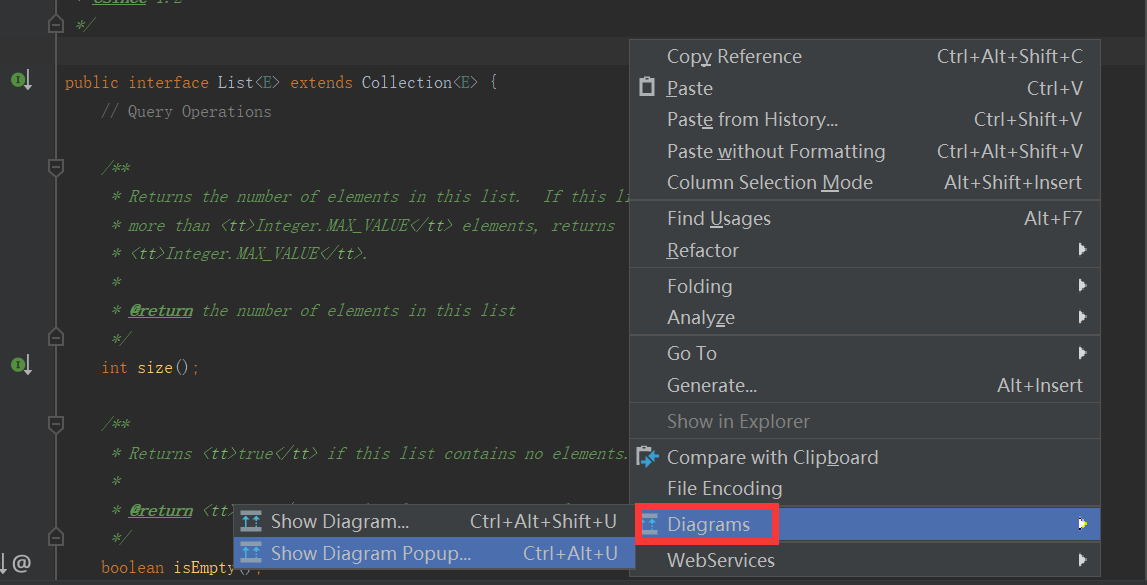 * @since 1.2
*/
public interface List<E> extends Collection<E> {
// Query Operations
/**
* Returns the number of elements in this list.  If this li
* more than <tt>Integer.MAX_VALUE</tt> elements, returns
* <tt>Integer.MAX_VALUE</tt>.
*
* @return the number of elements in this list
*/
int size();
/**
* Returns <tt>true</tt> if this list contains no elements.
*
* @return <tt>
*/
boolean isEmpty();
@
Copy Reference Ctrl+Alt+Shift+C
Paste Ctrl+V
Paste from History... Ctrl+Shift+V
Paste without Formatting Ctrl+Alt+Shift+V
Column Selection Mode Alt+Shift+Insert
Find Usages Alt+F7
Refactor
Folding
Analyze
Go To
Generate... Alt+Insert
Show in Explorer
Compare with Clipboard
File Encoding
Diagrams
WebServices
Show Diagram... Ctrl+Alt+Shift+U
Show Diagram Popup... Ctrl+Alt+U